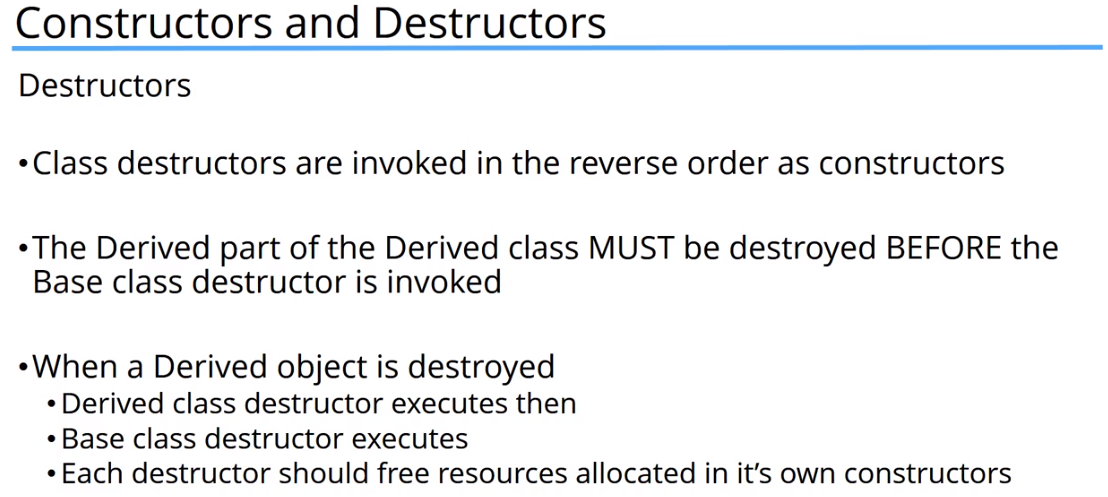 Constructors and Destructors
Destructors
•Class destructors are invoked in the reverse order as constructors
•The Derived part of the Derived class MUST be destroyed BEFORE the
Base class destructor is invoked
•When a Derived object is destroyed
•Derived class destructor executes then
•Base class destructor executes
•Each destructor should free resources allocated in it’s own constructors